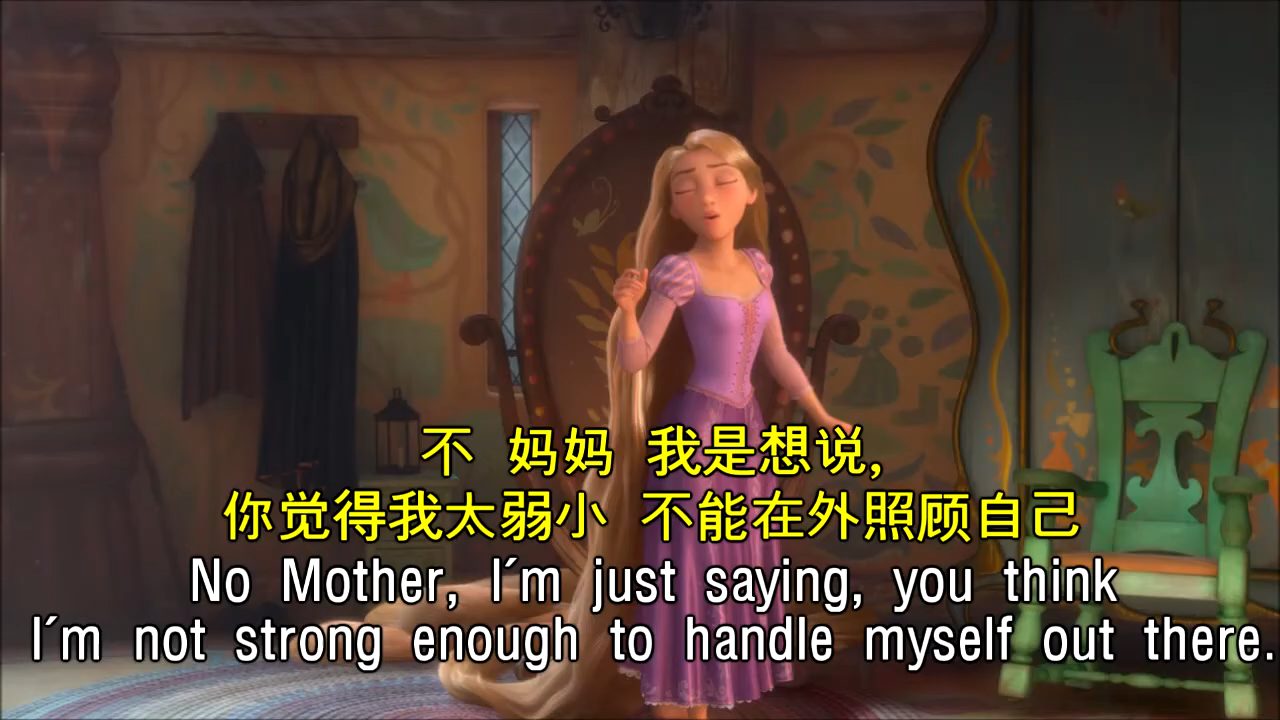 不 妈妈 我是想说,
你觉得我太弱小 不能在外照顾自己
No Mother, I´m just saying, you think
I´m not strong enough to handle myself out there.